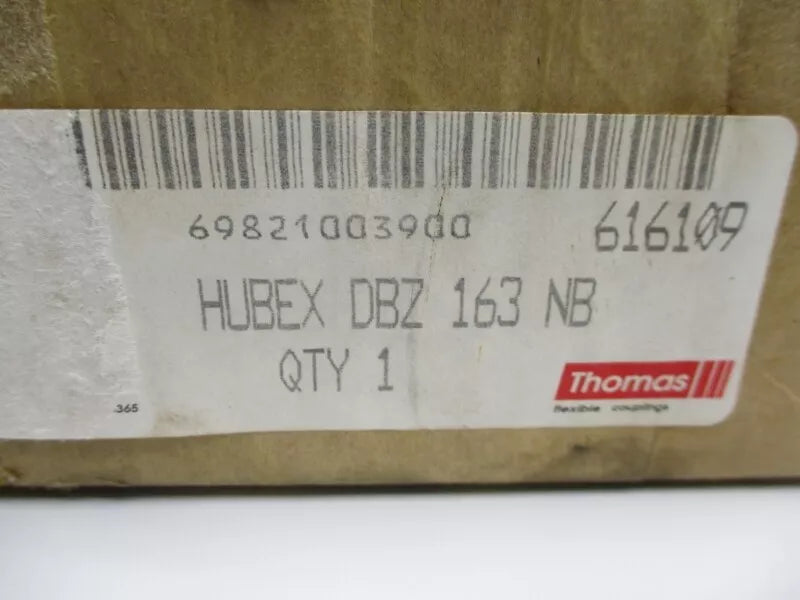 69821003900 616109
HUBEX DBZ 163 NB
QTY 1
Thomas
flexible couplings
365